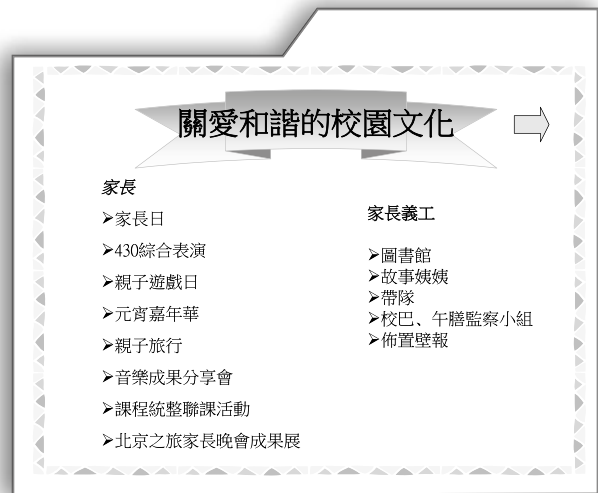 關愛和諧的校園文化
家長
➢家長日
➢430綜合表演
➢親子遊戲日
➢元宵嘉年華
➢親子旅行
➢音樂成果分享會
➢課程統整聯課活動
➢北京之旅家長晚會成果展
家長義工
➢圖書館
➢故事姨姨
➢帶隊
➢校巴、午膳監察小組
➢佈置壁報